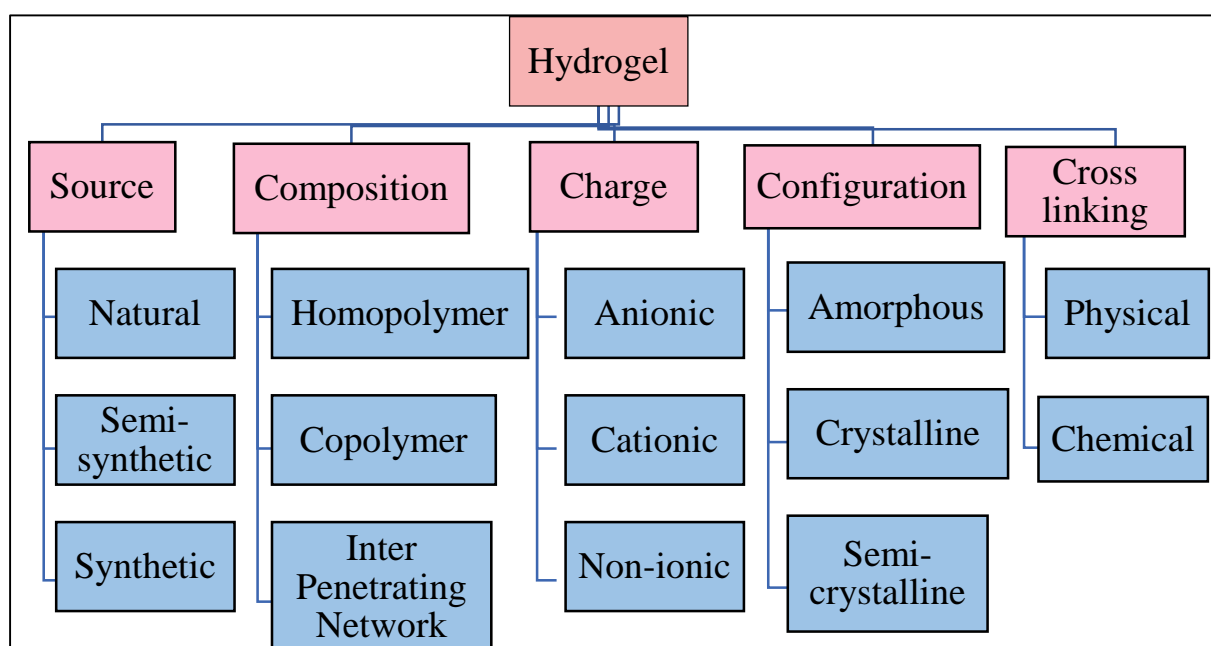 Hydrogel
Source
Composition
Charge
Configuration
Cross
linking
Natural
Semi-
synthetic
Synthetic
Homopolymer
Copolymer
Inter
Penetrating
Network
Anionic
Cationic
Non-ionic
Amorphous
Crystalline
Semi-
crystalline
Physical
Chemical